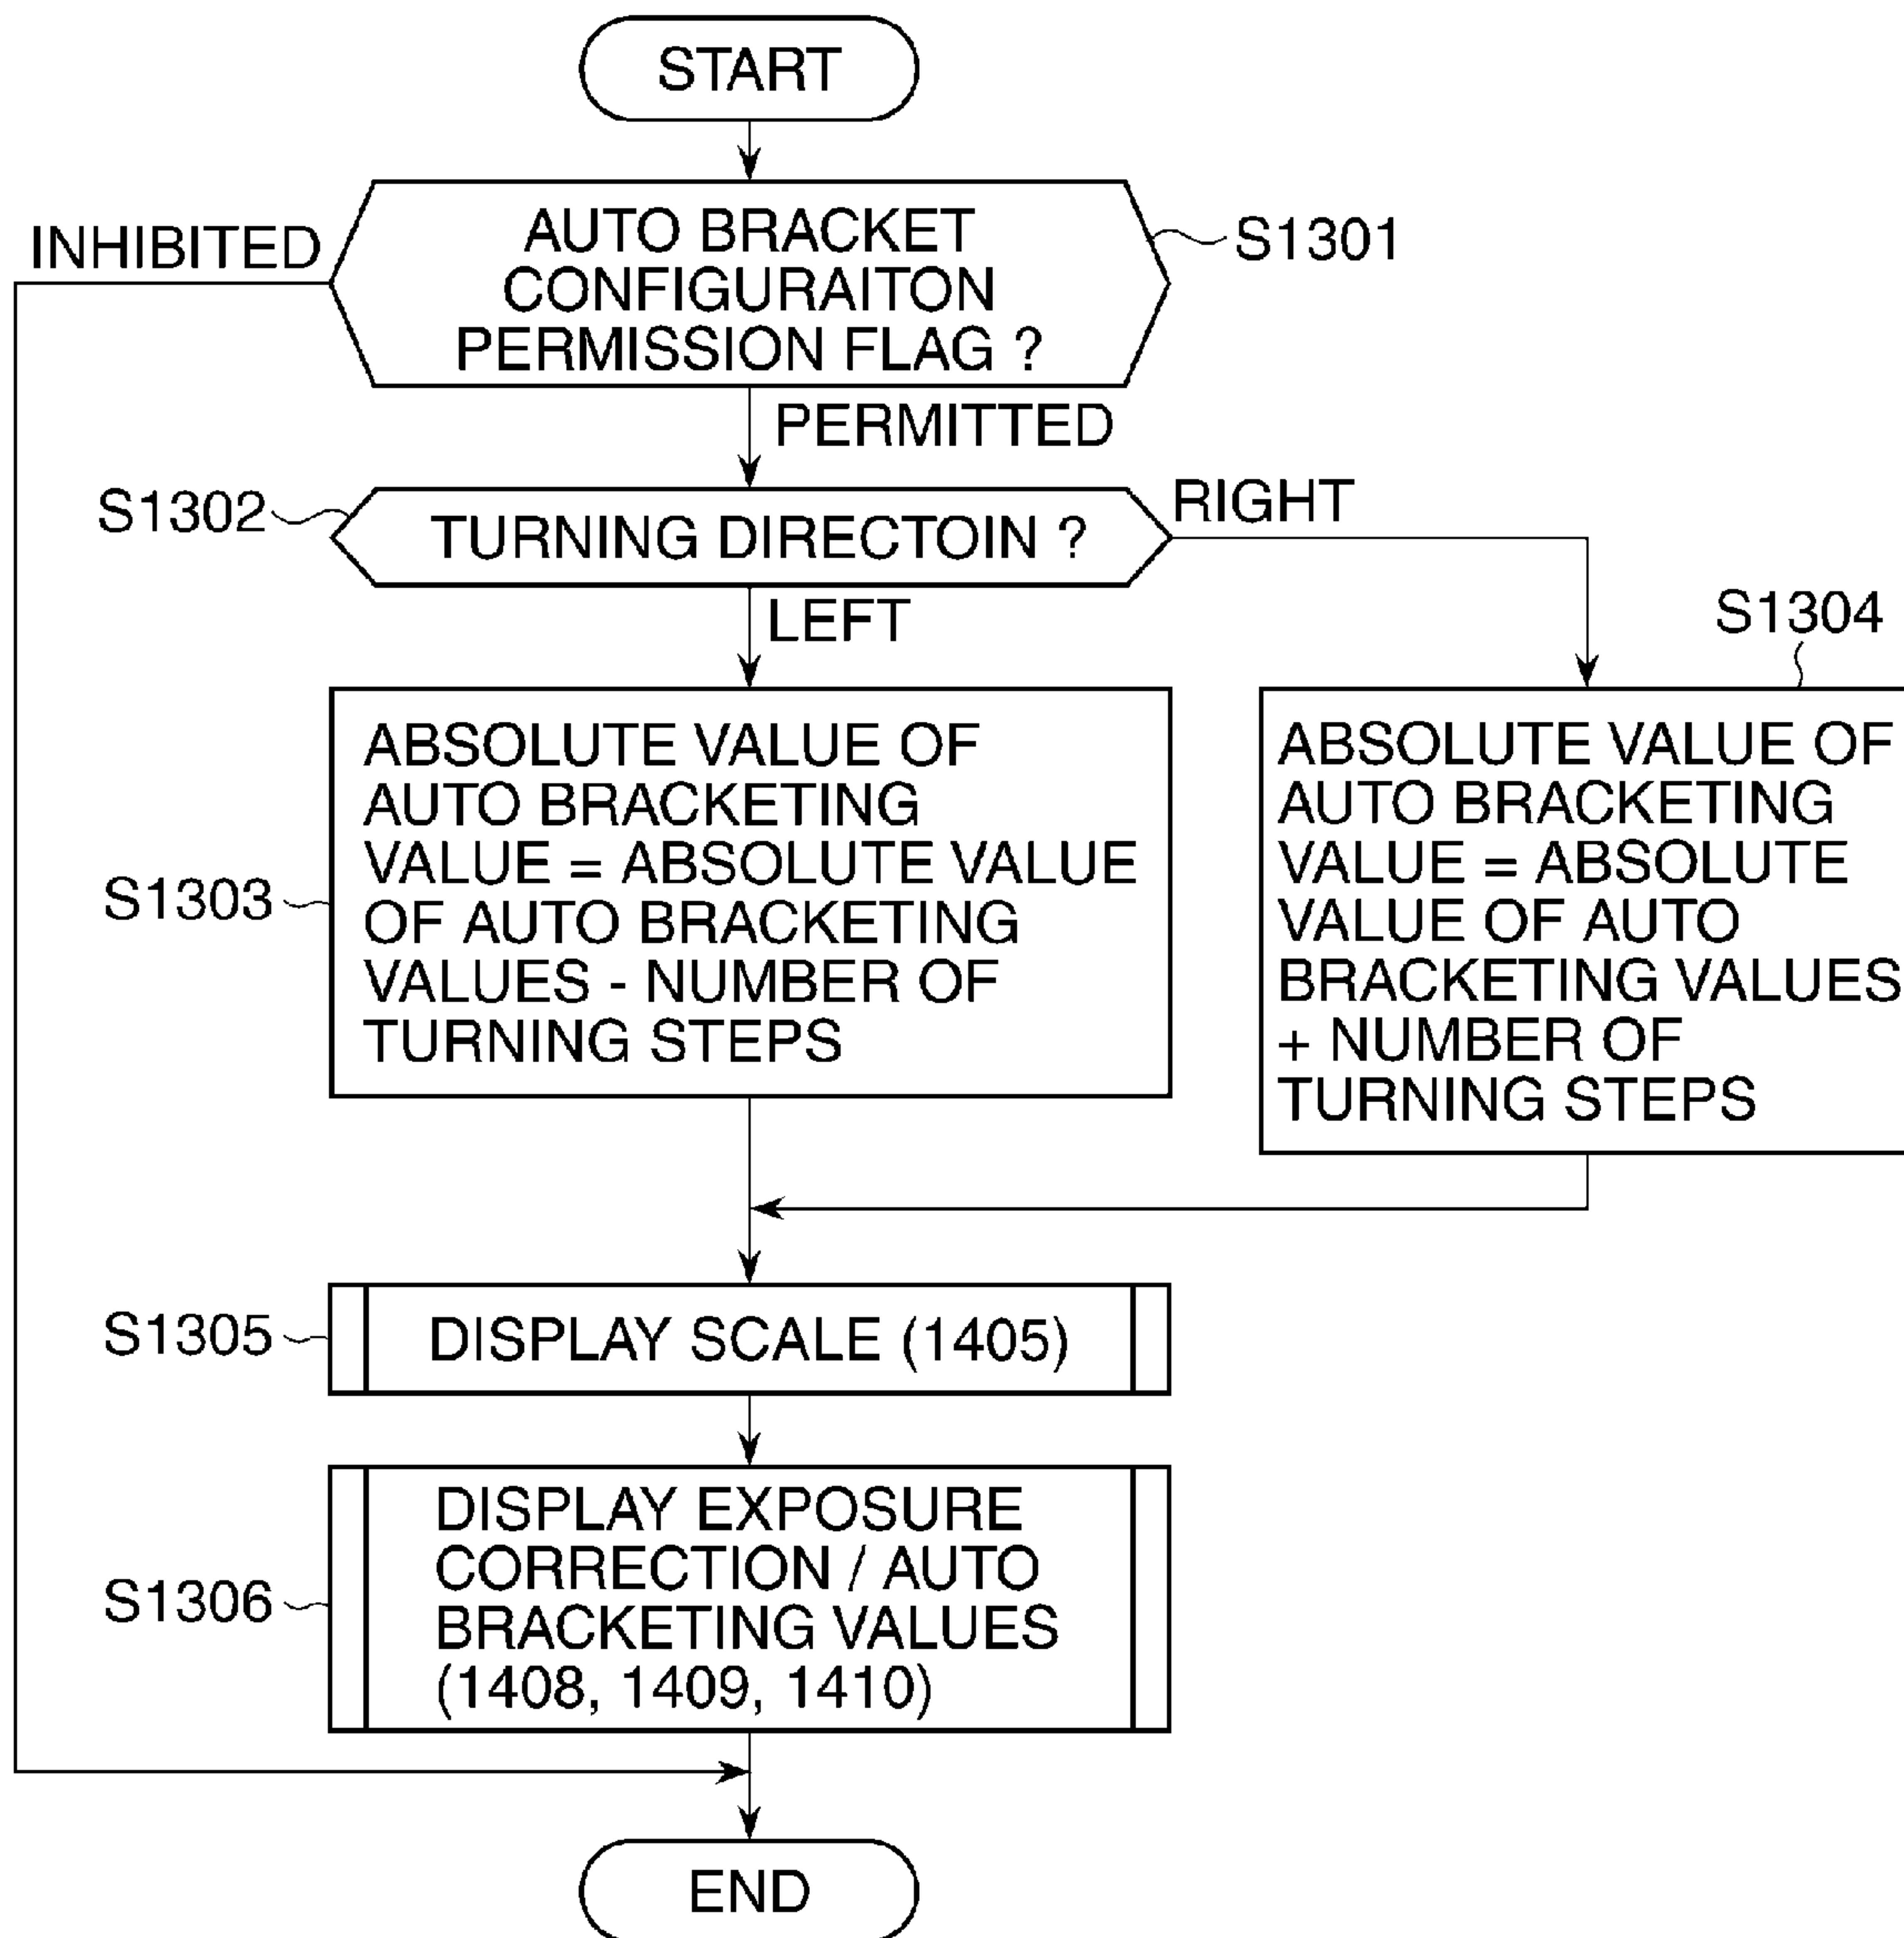 START
INHIBITED
AUTO BRACKET
CONFIGURAITON
PERMISSION FLAG ?
S1301
PERMITTED
S1302
TURNING DIRECTOIN ?
RIGHT
LEFT
S1304
S1303
ABSOLUTE VALUE OF
AUTO BRACKETING
VALUE = ABSOLUTE VALUE
OF AUTO BRACKETING
VALUES - NUMBER OF
TURNING STEPS
ABSOLUTE VALUE OF
AUTO BRACKETING
VALUE = ABSOLUTE
VALUE OF AUTO
BRACKETING VALUES
+ NUMBER OF
TURNING STEPS
S1305
DISPLAY SCALE (1405)
S1306
DISPLAY EXPOSURE
CORRECTION / AUTO
BRACKETING VALUES
(1408, 1409, 1410)
END